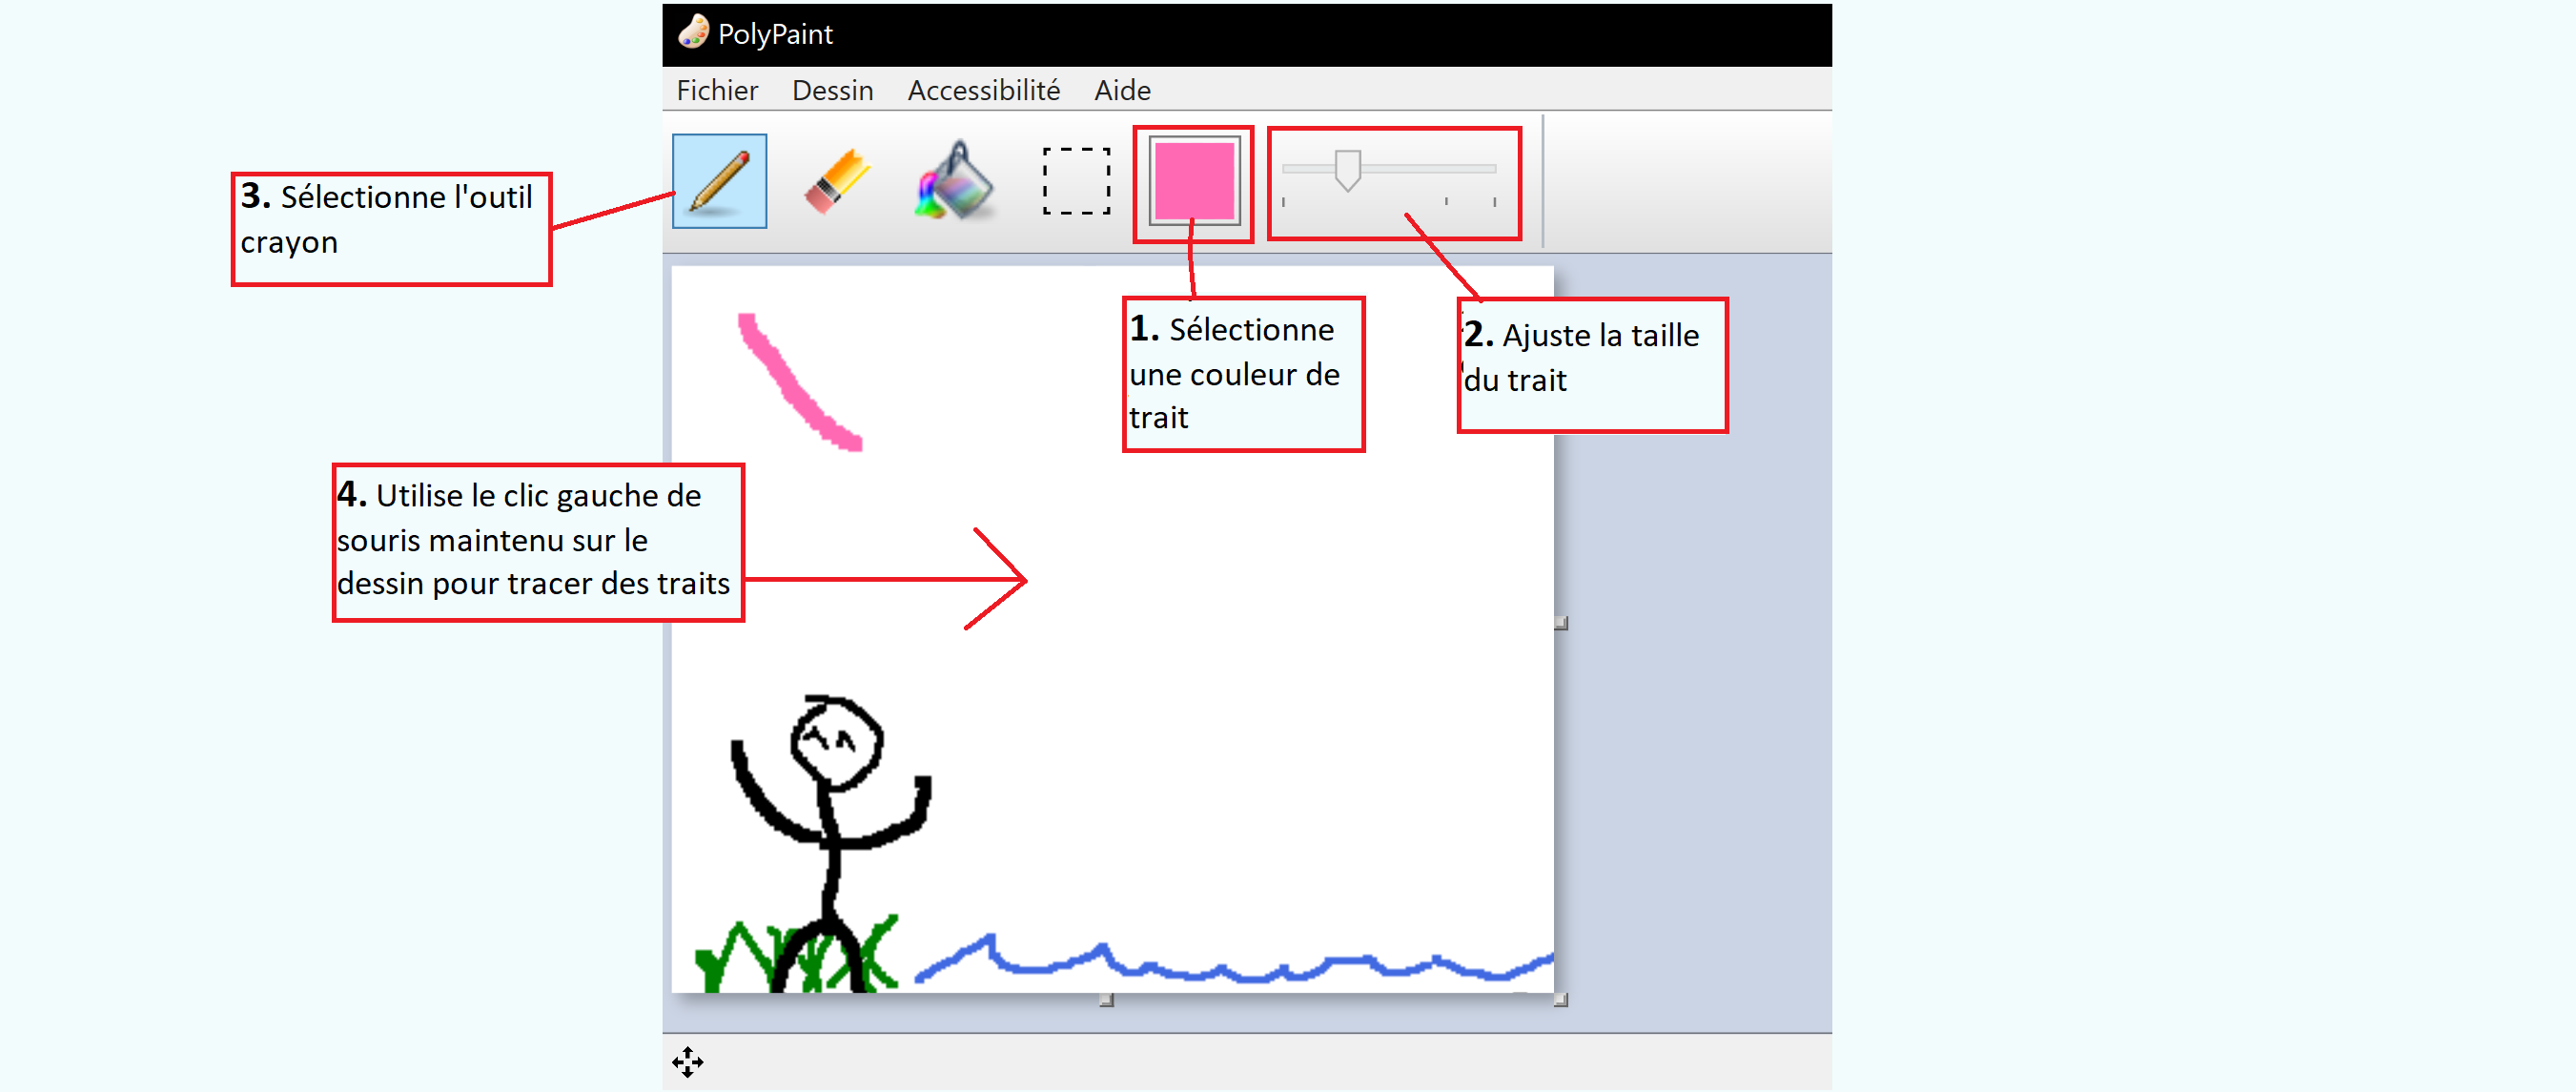 PolyPaint
Fichier Dessin Accessibilité Aide
3. Sélectionne l'outil
crayon
1. Sélectionne
une couleur de
trait
2. Ajuste la taille
du trait
4. Utilise le clic gauche de
souris maintenu sur le
dessin pour tracer des traits